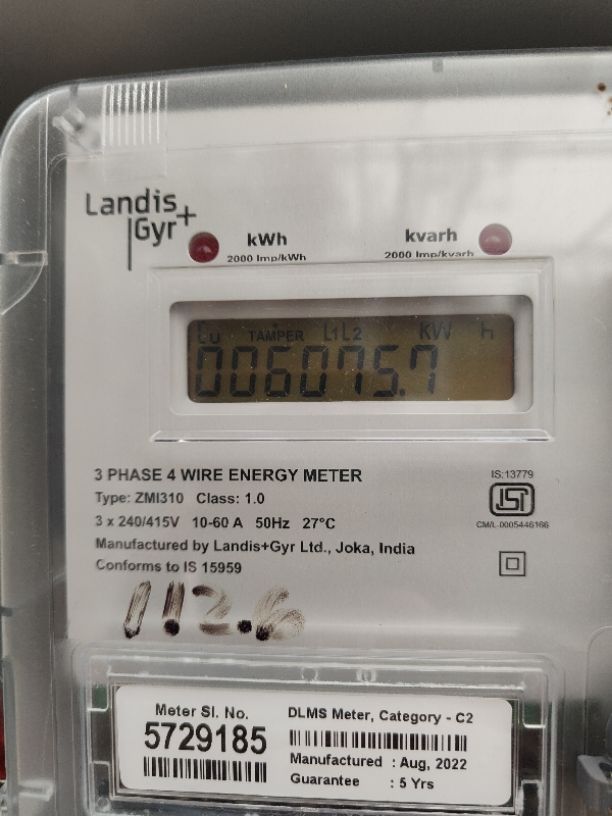 Landis
|Gyr+
kWh
2000 Imp/kWh
kvarh
2000 Imp/kvarh
Cu TAMPER L1L2 kW h
006075.7
3 PHASE 4 WIRE ENERGY METER
Type: ZMI310 Class: 1.0
3 x 240/415V 10-60 A 50Hz 27°C
Manufactured by Landis+Gyr Ltd., Joka, India
Conforms to IS 15959
IS:13779
ISI
CM/L-0005446166
112.6
Meter Sl. No.
5729185
DLMS Meter, Category - C2
Manufactured : Aug, 2022
Guarantee : 5 Yrs